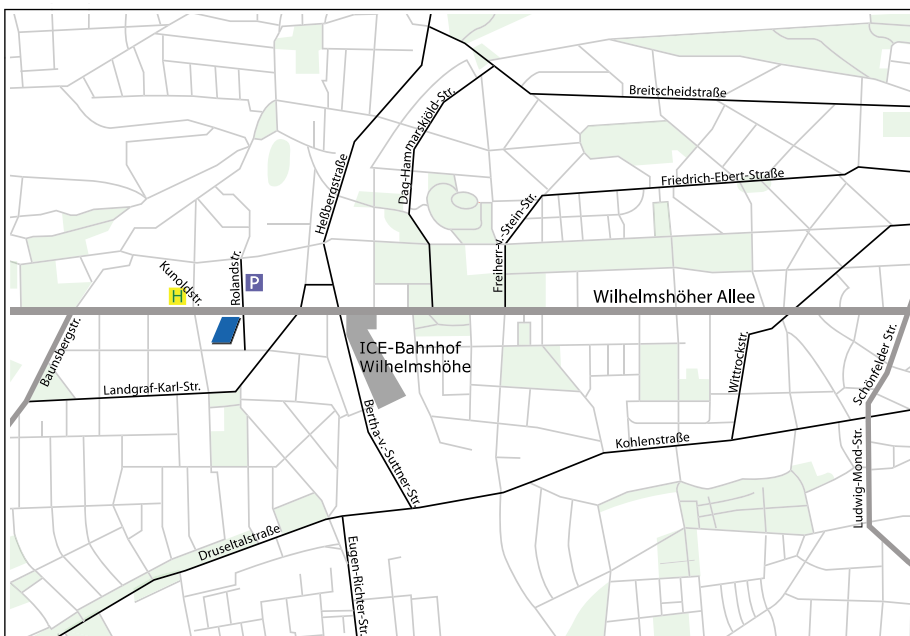 Breitscheidstraße
Dag-Hammarskjöld-Str.
Friedrich-Ebert-Straße
Heßbergstraße
Freiherr-v.-Stein-Str.
Kunoldstr.
Rolandstr.
P
H
Wilhelmshöher Allee
Baunsbergstr.
ICE-Bahnhof
Wilhelmshöhe
Wittrockstr.
Schönfelder Str.
Landgraf-Karl-Str.
Bertha-v.-Suttner-Str.
Kohlenstraße
Ludwig-Mond-Str.
Druseltalstraße
Eugen-Richter-Str.